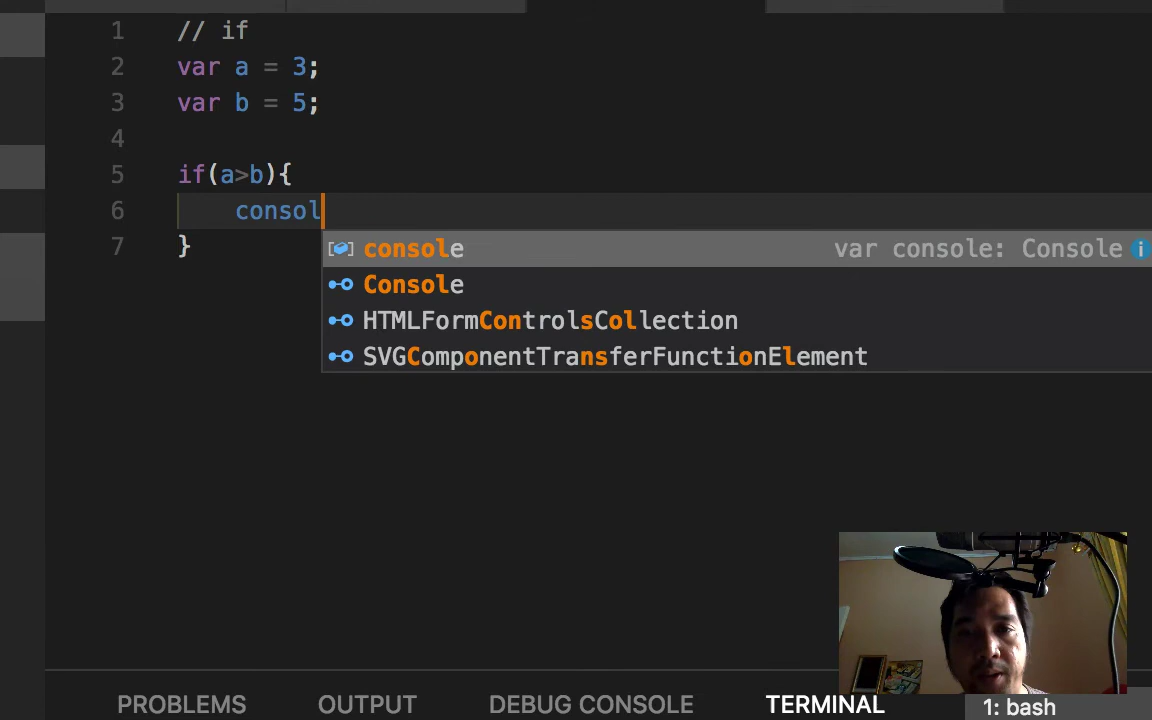 1 // if
2 var a = 3;
3 var b = 5;
4
5 if(a>b){
6 consol
7 }
console var console: Console i
Console
HTMLFormControlsCollection
SVGComponentTransferFunctionElement
PROBLEMS OUTPUT DEBUG CONSOLE TERMINAL 1: bash